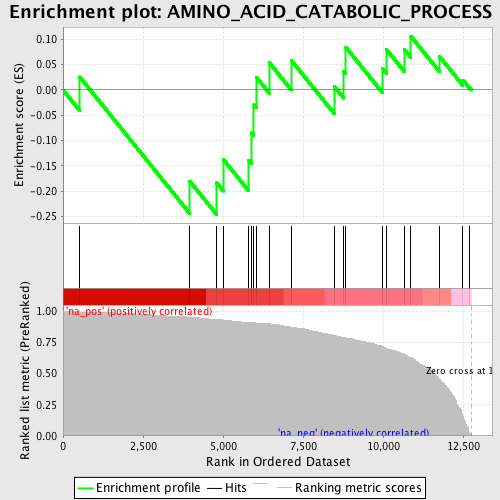 Enrichment plot: AMINO_ACID_CATABOLIC_PROCESS
Enrichment score (ES)
0.10
0.05
0.00
-0.05
-0.10
-0.15
-0.20
-0.25
'na_pos' (positively correlated)
Ranked list metric (PreRanked)
1.00
0.75
0.50
0.25
0.00
Zero cross at 1
'na_neg' (negatively correlated)
0
2,500
5,000
7,500
10,000
12,500
Rank in Ordered Dataset
Enrichment profile
Hits
Ranking metric scores